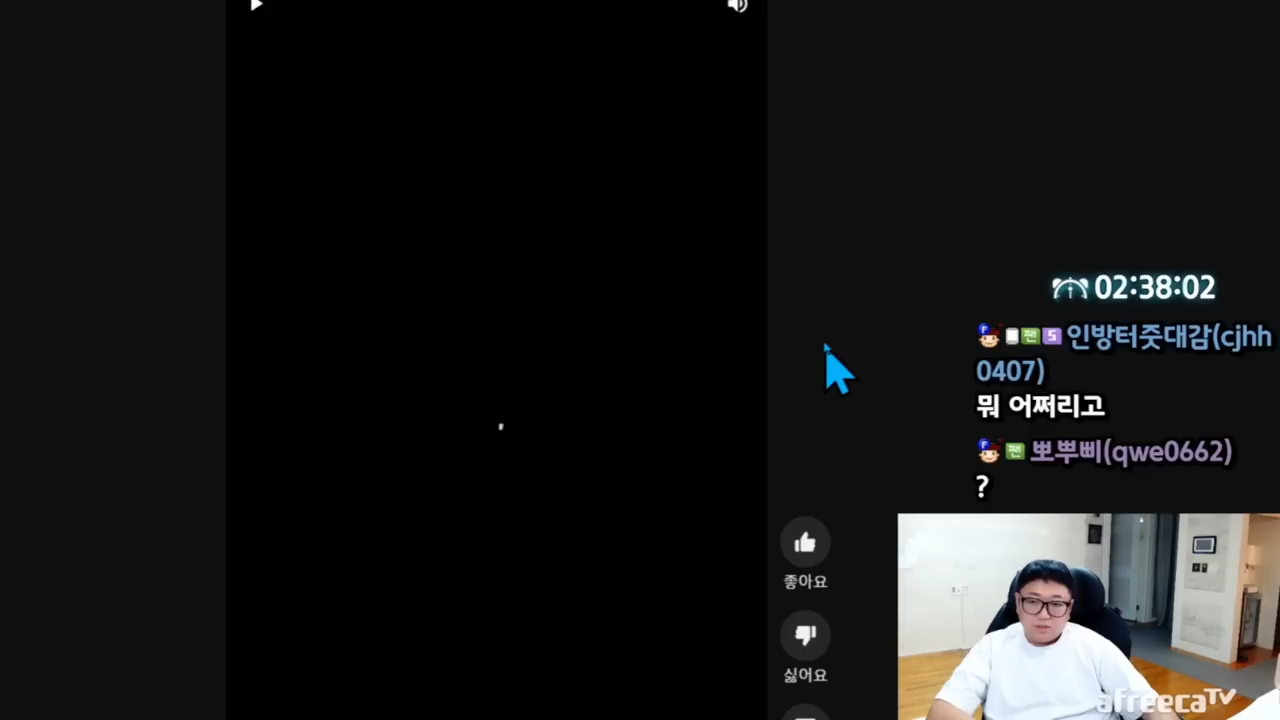 02:38:02
인방터줏대감(cjhh
0407)
뭐 어쩌리고
뽀뿌삐(qwe0662)
?
좋아요
싫어요
afreecaTV